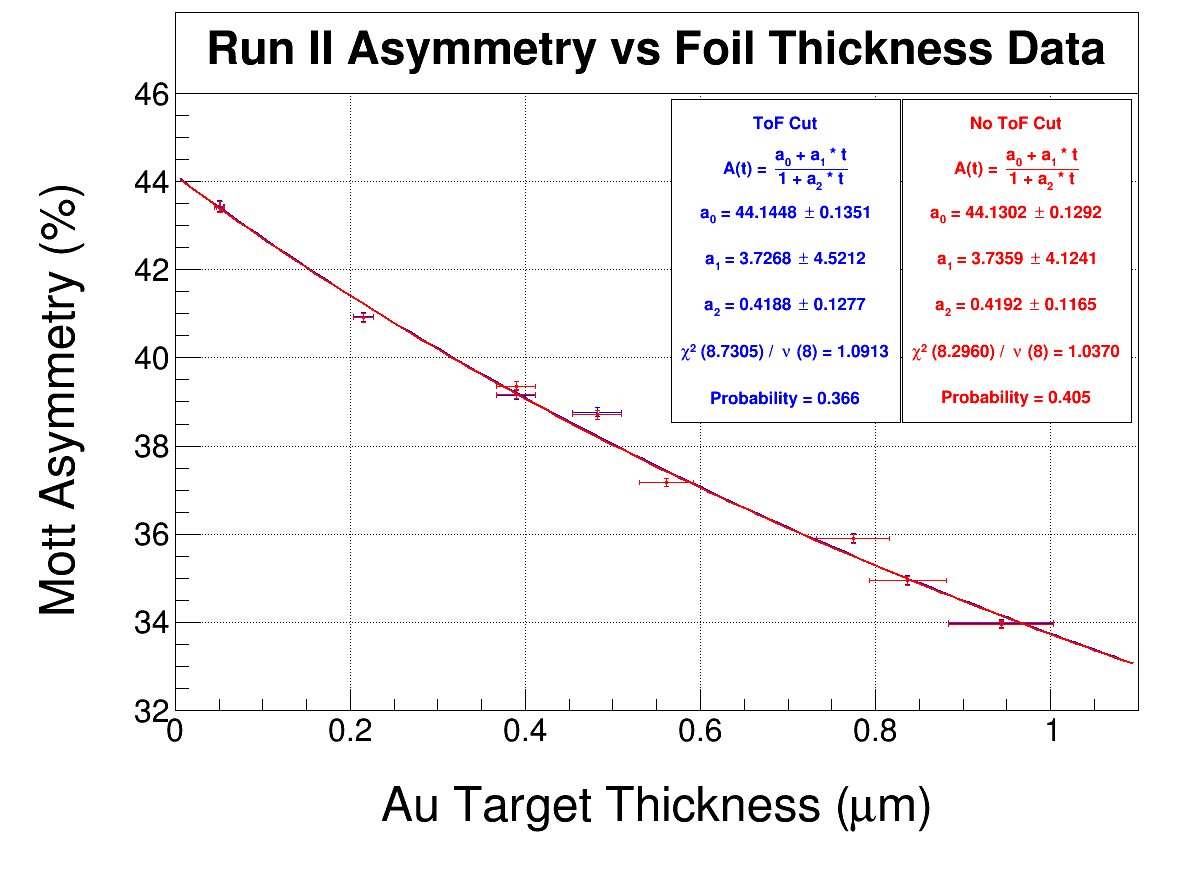 Run II Asymmetry vs Foil Thickness Data
Mott Asymmetry (%)
46
44
42
40
38
36
34
32
ToF Cut
A(t) = (a₀ + a₁ * t) / (1 + a₂ * t)
a₀ = 44.1448 ± 0.1351
a₁ = 3.7268 ± 4.5212
a₂ = 0.4188 ± 0.1277
χ² (8.7305) / ν (8) = 1.0913
Probability = 0.366
No ToF Cut
A(t) = (a₀ + a₁ * t) / (1 + a₂ * t)
a₀ = 44.1302 ± 0.1292
a₁ = 3.7359 ± 4.1241
a₂ = 0.4192 ± 0.1165
χ² (8.2960) / ν (8) = 1.0370
Probability = 0.405
0 0.2 0.4 0.6 0.8 1
Au Target Thickness (μm)